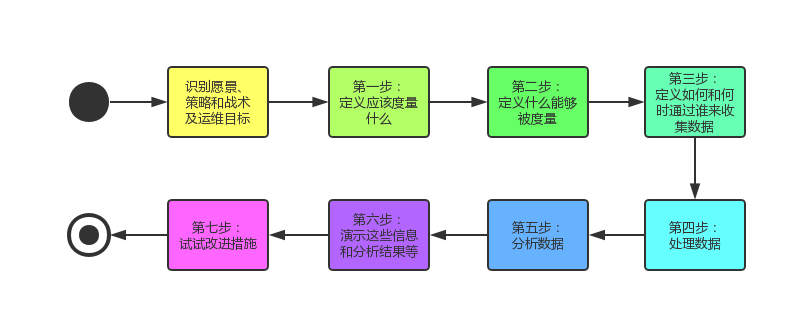 识别愿景、
策略和战术
及运维目标
第一步：
定义应该度量
什么
第二步：
定义什么能够
被度量
第三步：
定义如何和何
时通过谁来收
集数据
第四步：
处理数据
第五步：
分析数据
第六步：
演示这些信息
和分析结果等
第七步：
试试改进措施